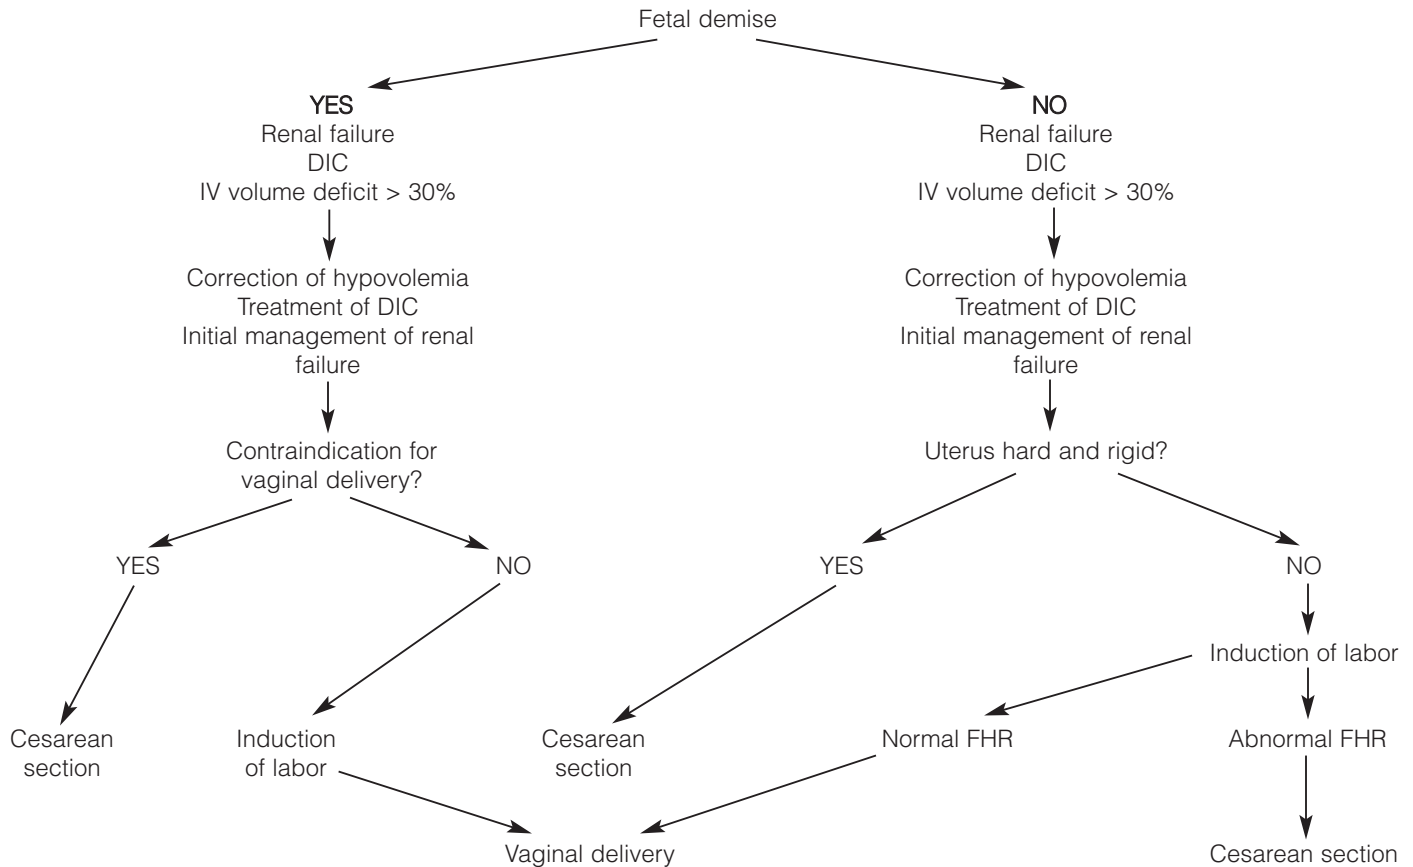 Fetal demise
YES
Renal failure
DIC
IV volume deficit > 30%
NO
Renal failure
DIC
IV volume deficit > 30%
Correction of hypovolemia
Treatment of DIC
Initial management of renal
failure
Correction of hypovolemia
Treatment of DIC
Initial management of renal
failure
Contraindication for
vaginal delivery?
Uterus hard and rigid?
YES
NO
YES
NO
Induction of labor
Cesarean
section
Induction
of labor
Cesarean
section
Normal FHR
Abnormal FHR
Vaginal delivery
Cesarean section